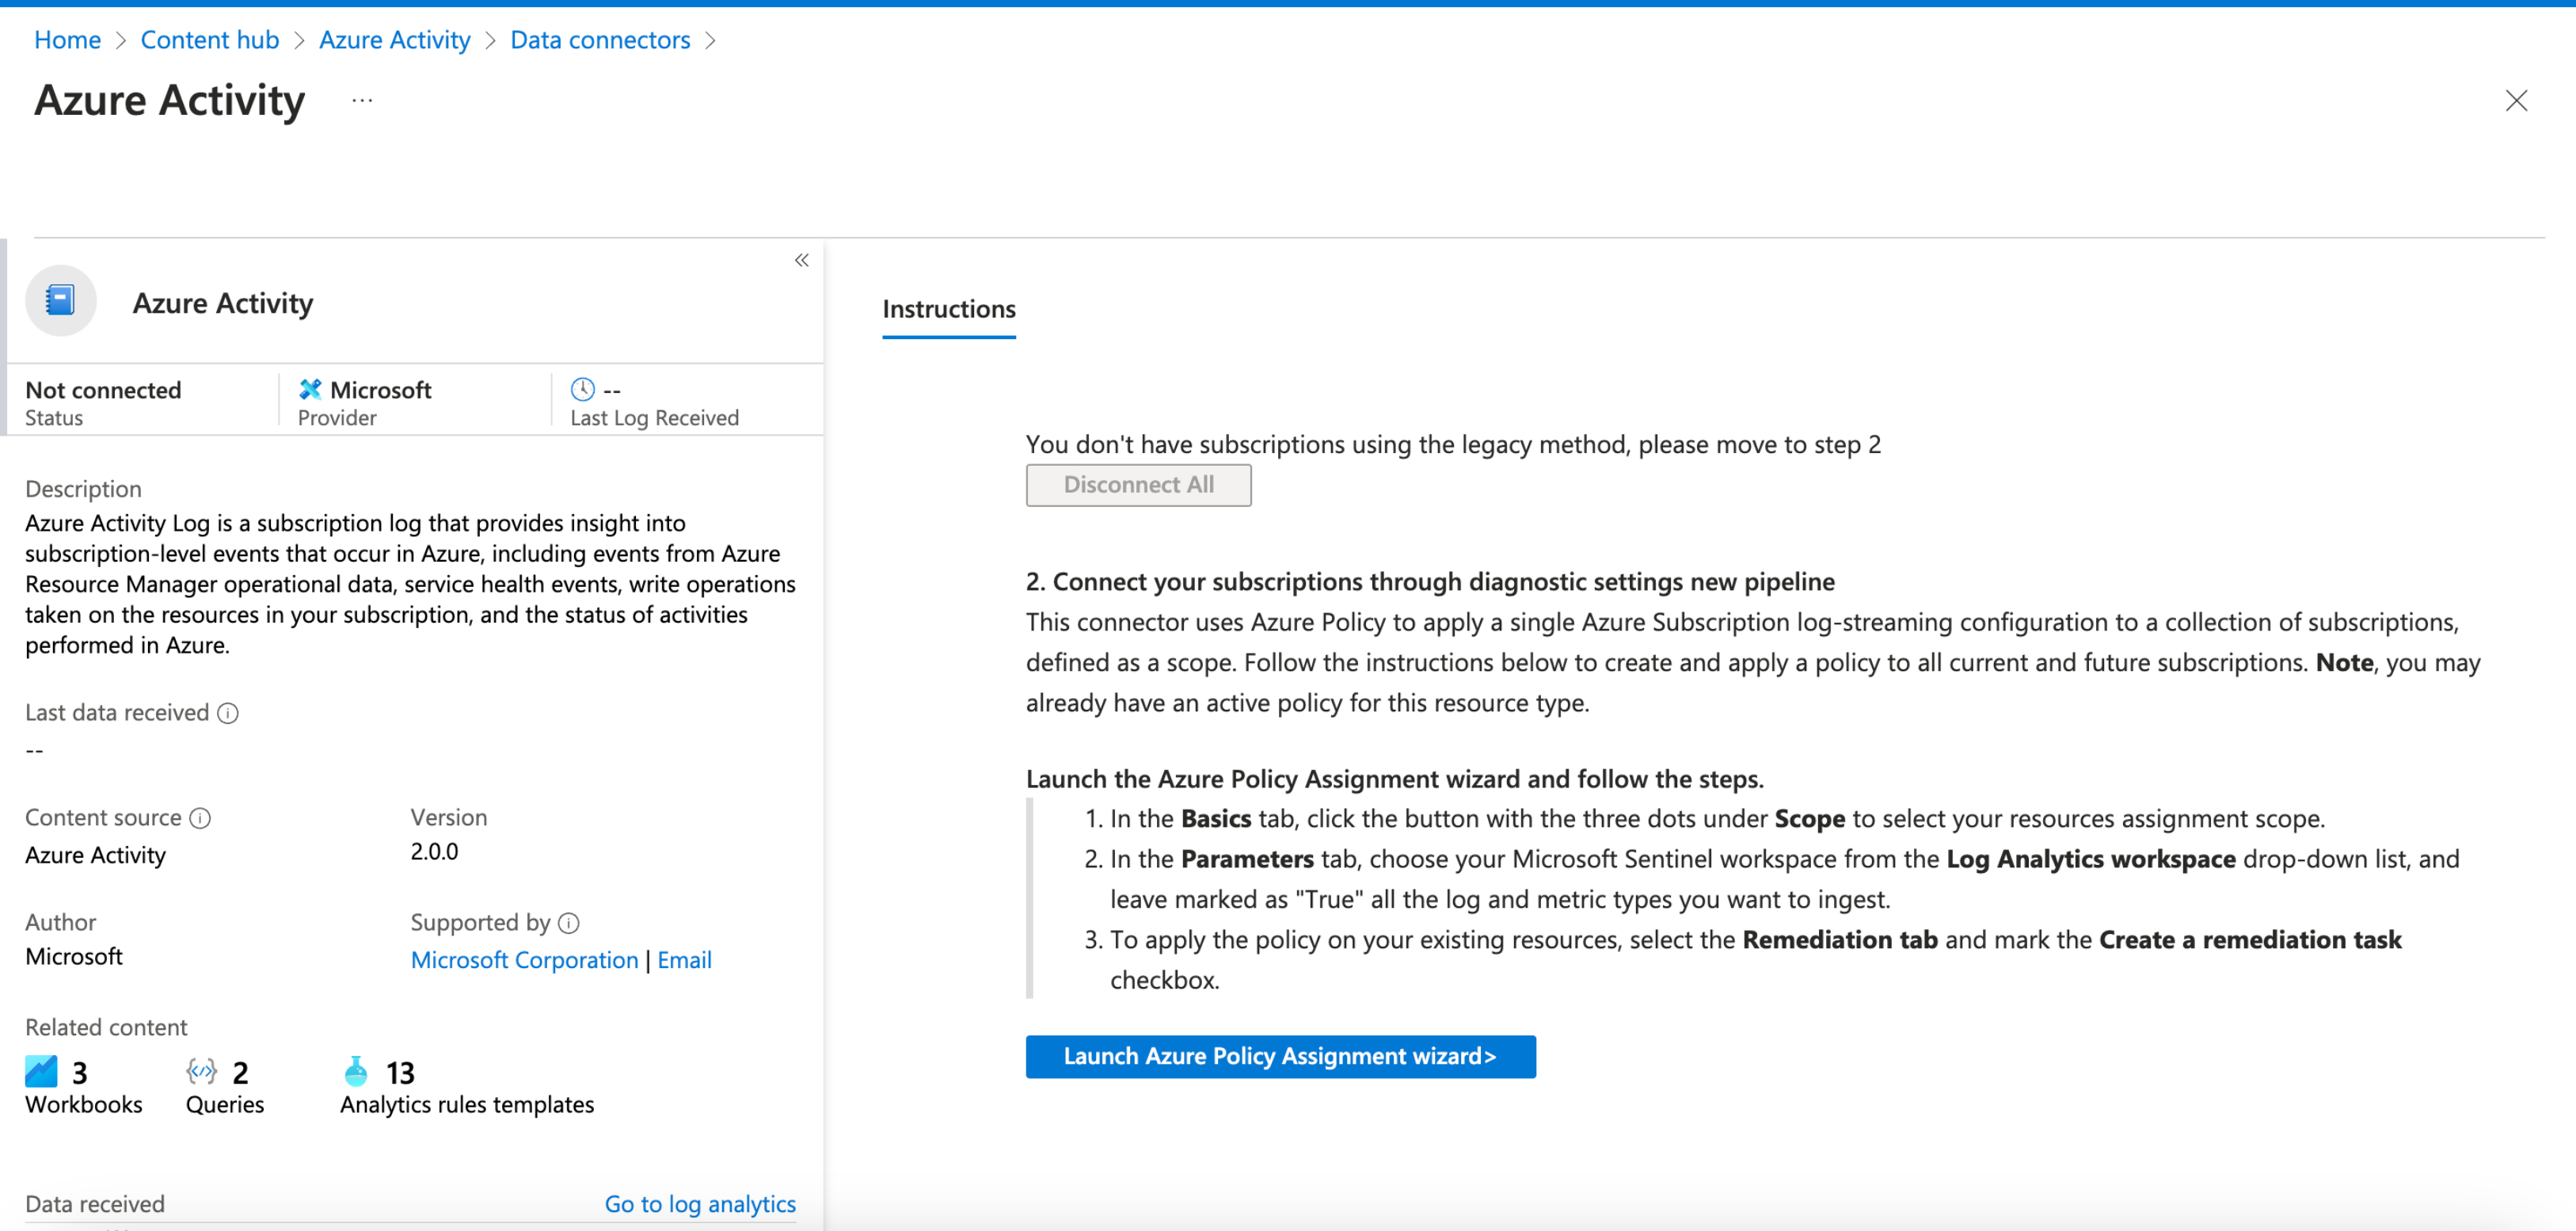 Home > Content hub > Azure Activity > Data connectors >
Azure Activity ...
Azure Activity
Not connected
Status
Microsoft
Provider
--
Last Log Received
Description
Azure Activity Log is a subscription log that provides insight into
subscription-level events that occur in Azure, including events from Azure
Resource Manager operational data, service health events, write operations
taken on the resources in your subscription, and the status of activities
performed in Azure.
Last data received
--
Content source
Azure Activity
Version
2.0.0
Author
Microsoft
Supported by
Microsoft Corporation | Email
Related content
3
Workbooks
2
Queries
13
Analytics rules templates
Data received
Go to log analytics
Instructions
You don't have subscriptions using the legacy method, please move to step 2
Disconnect All
2. Connect your subscriptions through diagnostic settings new pipeline
This connector uses Azure Policy to apply a single Azure Subscription log-streaming configuration to a collection of subscriptions,
defined as a scope. Follow the instructions below to create and apply a policy to all current and future subscriptions. Note, you may
already have an active policy for this resource type.
Launch the Azure Policy Assignment wizard and follow the steps.
1. In the Basics tab, click the button with the three dots under Scope to select your resources assignment scope.
2. In the Parameters tab, choose your Microsoft Sentinel workspace from the Log Analytics workspace drop-down list, and
leave marked as "True" all the log and metric types you want to ingest.
3. To apply the policy on your existing resources, select the Remediation tab and mark the Create a remediation task
checkbox.
Launch Azure Policy Assignment wizard>